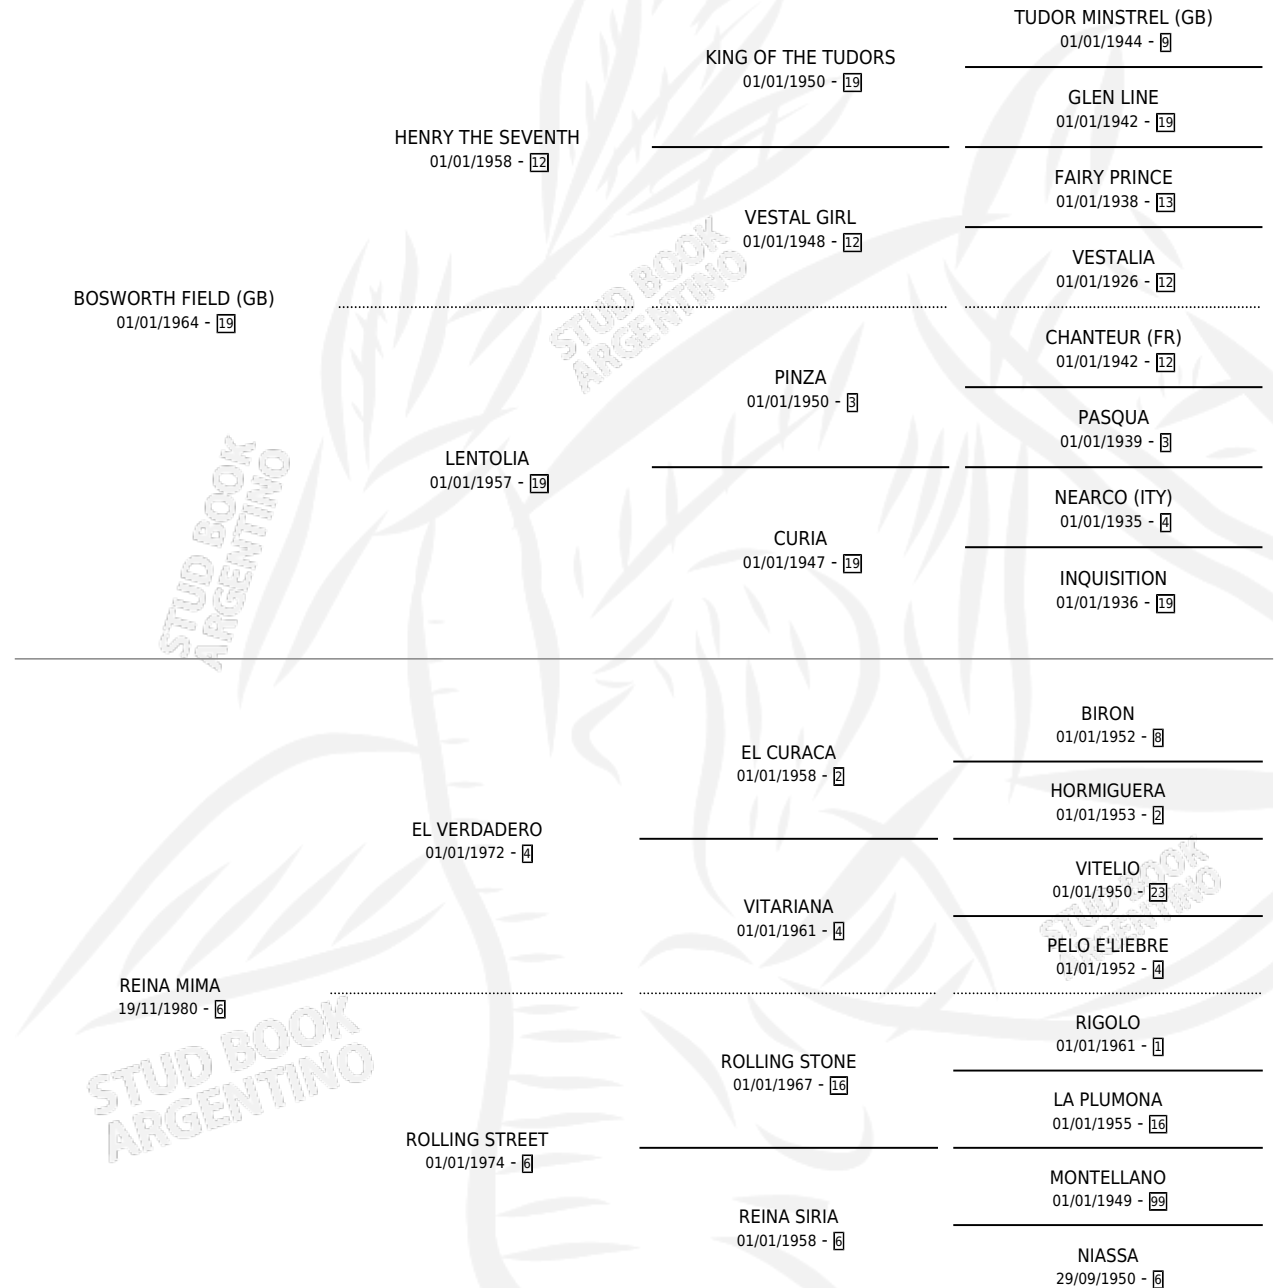 TUDOR MINSTREL (GB)
01/01/1944 - 9
KING OF THE TUDORS
01/01/1950 - 19
GLEN LINE
01/01/1942 - 19
HENRY THE SEVENTH
01/01/1958 - 12
FAIRY PRINCE
01/01/1938 - 13
VESTAL GIRL
01/01/1948 - 12
VESTALIA
01/01/1926 - 12
BOSWORTH FIELD (GB)
01/01/1964 - 19
STUD BOOK
ARGENTINO
CHANTEUR (FR)
01/01/1942 - 12
PINZA
01/01/1950 - 3
PASQUA
01/01/1939 - 3
LENTOLIA
01/01/1957 - 19
STUD BOOK
ARGENTINO
NEARCO (ITY)
01/01/1935 - 4
CURIA
01/01/1947 - 19
INQUISITION
01/01/1936 - 19
BIRON
01/01/1952 - 8
EL CURACA
01/01/1958 - 2
HORMIGUERA
01/01/1953 - 2
EL VERDADERO
01/01/1972 - 4
VITELIO
01/01/1950 - 23
STUD BOOK
ARGENTINO
VITARIANA
01/01/1961 - 4
PELO E'LIEBRE
01/01/1952 - 4
REINA MIMA
19/11/1980 - 6
STUD BOOK
ARGENTINO
RIGOLO
01/01/1961 - 1
ROLLING STONE
01/01/1967 - 16
LA PLUMONA
01/01/1955 - 16
ROLLING STREET
01/01/1974 - 6
MONTELLANO
01/01/1949 - 99
REINA SIRIA
01/01/1958 - 6
NIASSA
29/09/1950 - 6